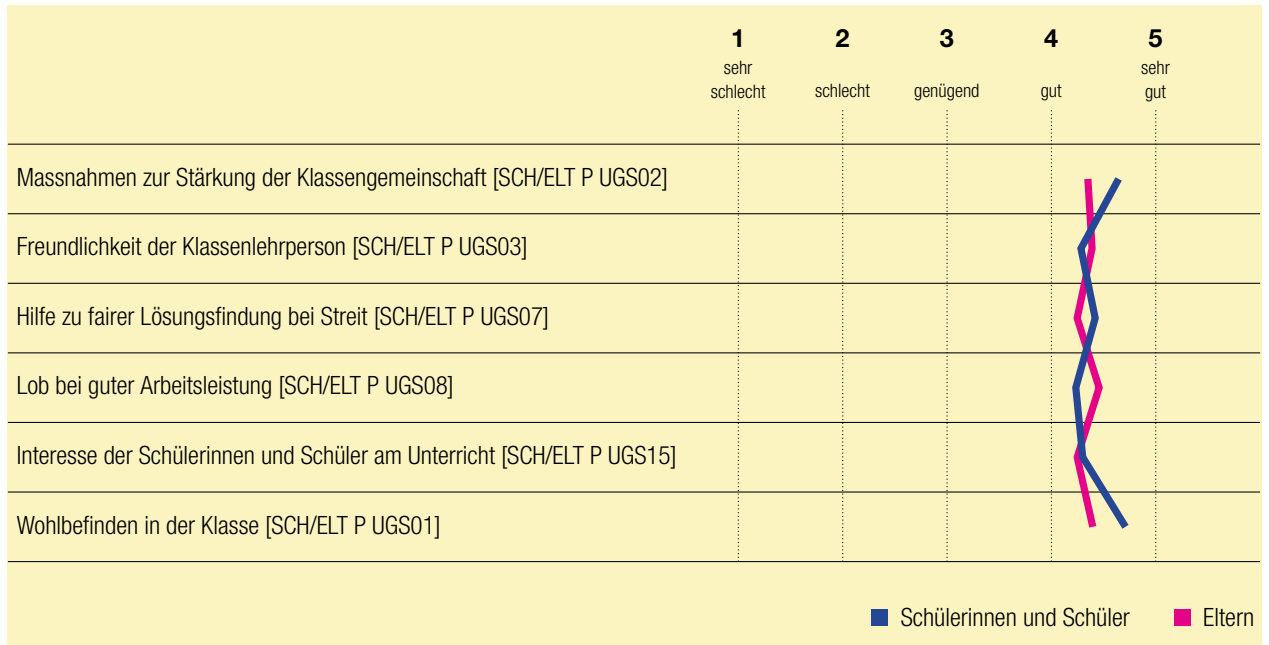 1 2 3 4 5
sehr schlecht schlecht genügend gut sehr gut
Massnahmen zur Stärkung der Klassengemeinschaft [SCH/ELT P UGS02]
Freundlichkeit der Klassenlehrperson [SCH/ELT P UGS03]
Hilfe zu fairer Lösungsfindung bei Streit [SCH/ELT P UGS07]
Lob bei guter Arbeitsleistung [SCH/ELT P UGS08]
Interesse der Schülerinnen und Schüler am Unterricht [SCH/ELT P UGS15]
Wohlbefinden in der Klasse [SCH/ELT P UGS01]
Schülerinnen und Schüler Eltern